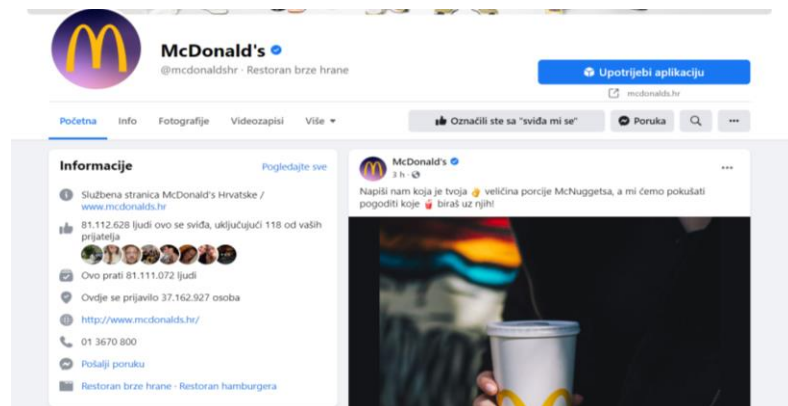 McDonald's
@mcdonaldshr · Restoran brze hrane
Upotrijebi aplikaciju
mcdonalds.hr
Početna Info Fotografije Videozapisi Više
Označili ste sa "sviđa mi se" Poruka ...
Informacije Pogledajte sve
Službena stranica McDonald's Hrvatske /
www.mcdonalds.hr
81.112.628 ljudi ovo se sviđa, uključujući 118 od vaših
prijatelja
Ovo prati 81.111.072 ljudi
Ovdje se prijavilo 37.162.927 osoba
http://www.mcdonalds.hr/
01 3670 800
Pošalji poruku
Restoran brze hrane · Restoran hamburgera
McDonald's ...
3 h ·
Napiši nam koja je tvoja veličina porcije McNuggetsa, a mi ćemo pokušati
pogoditi koje biraš uz njih!